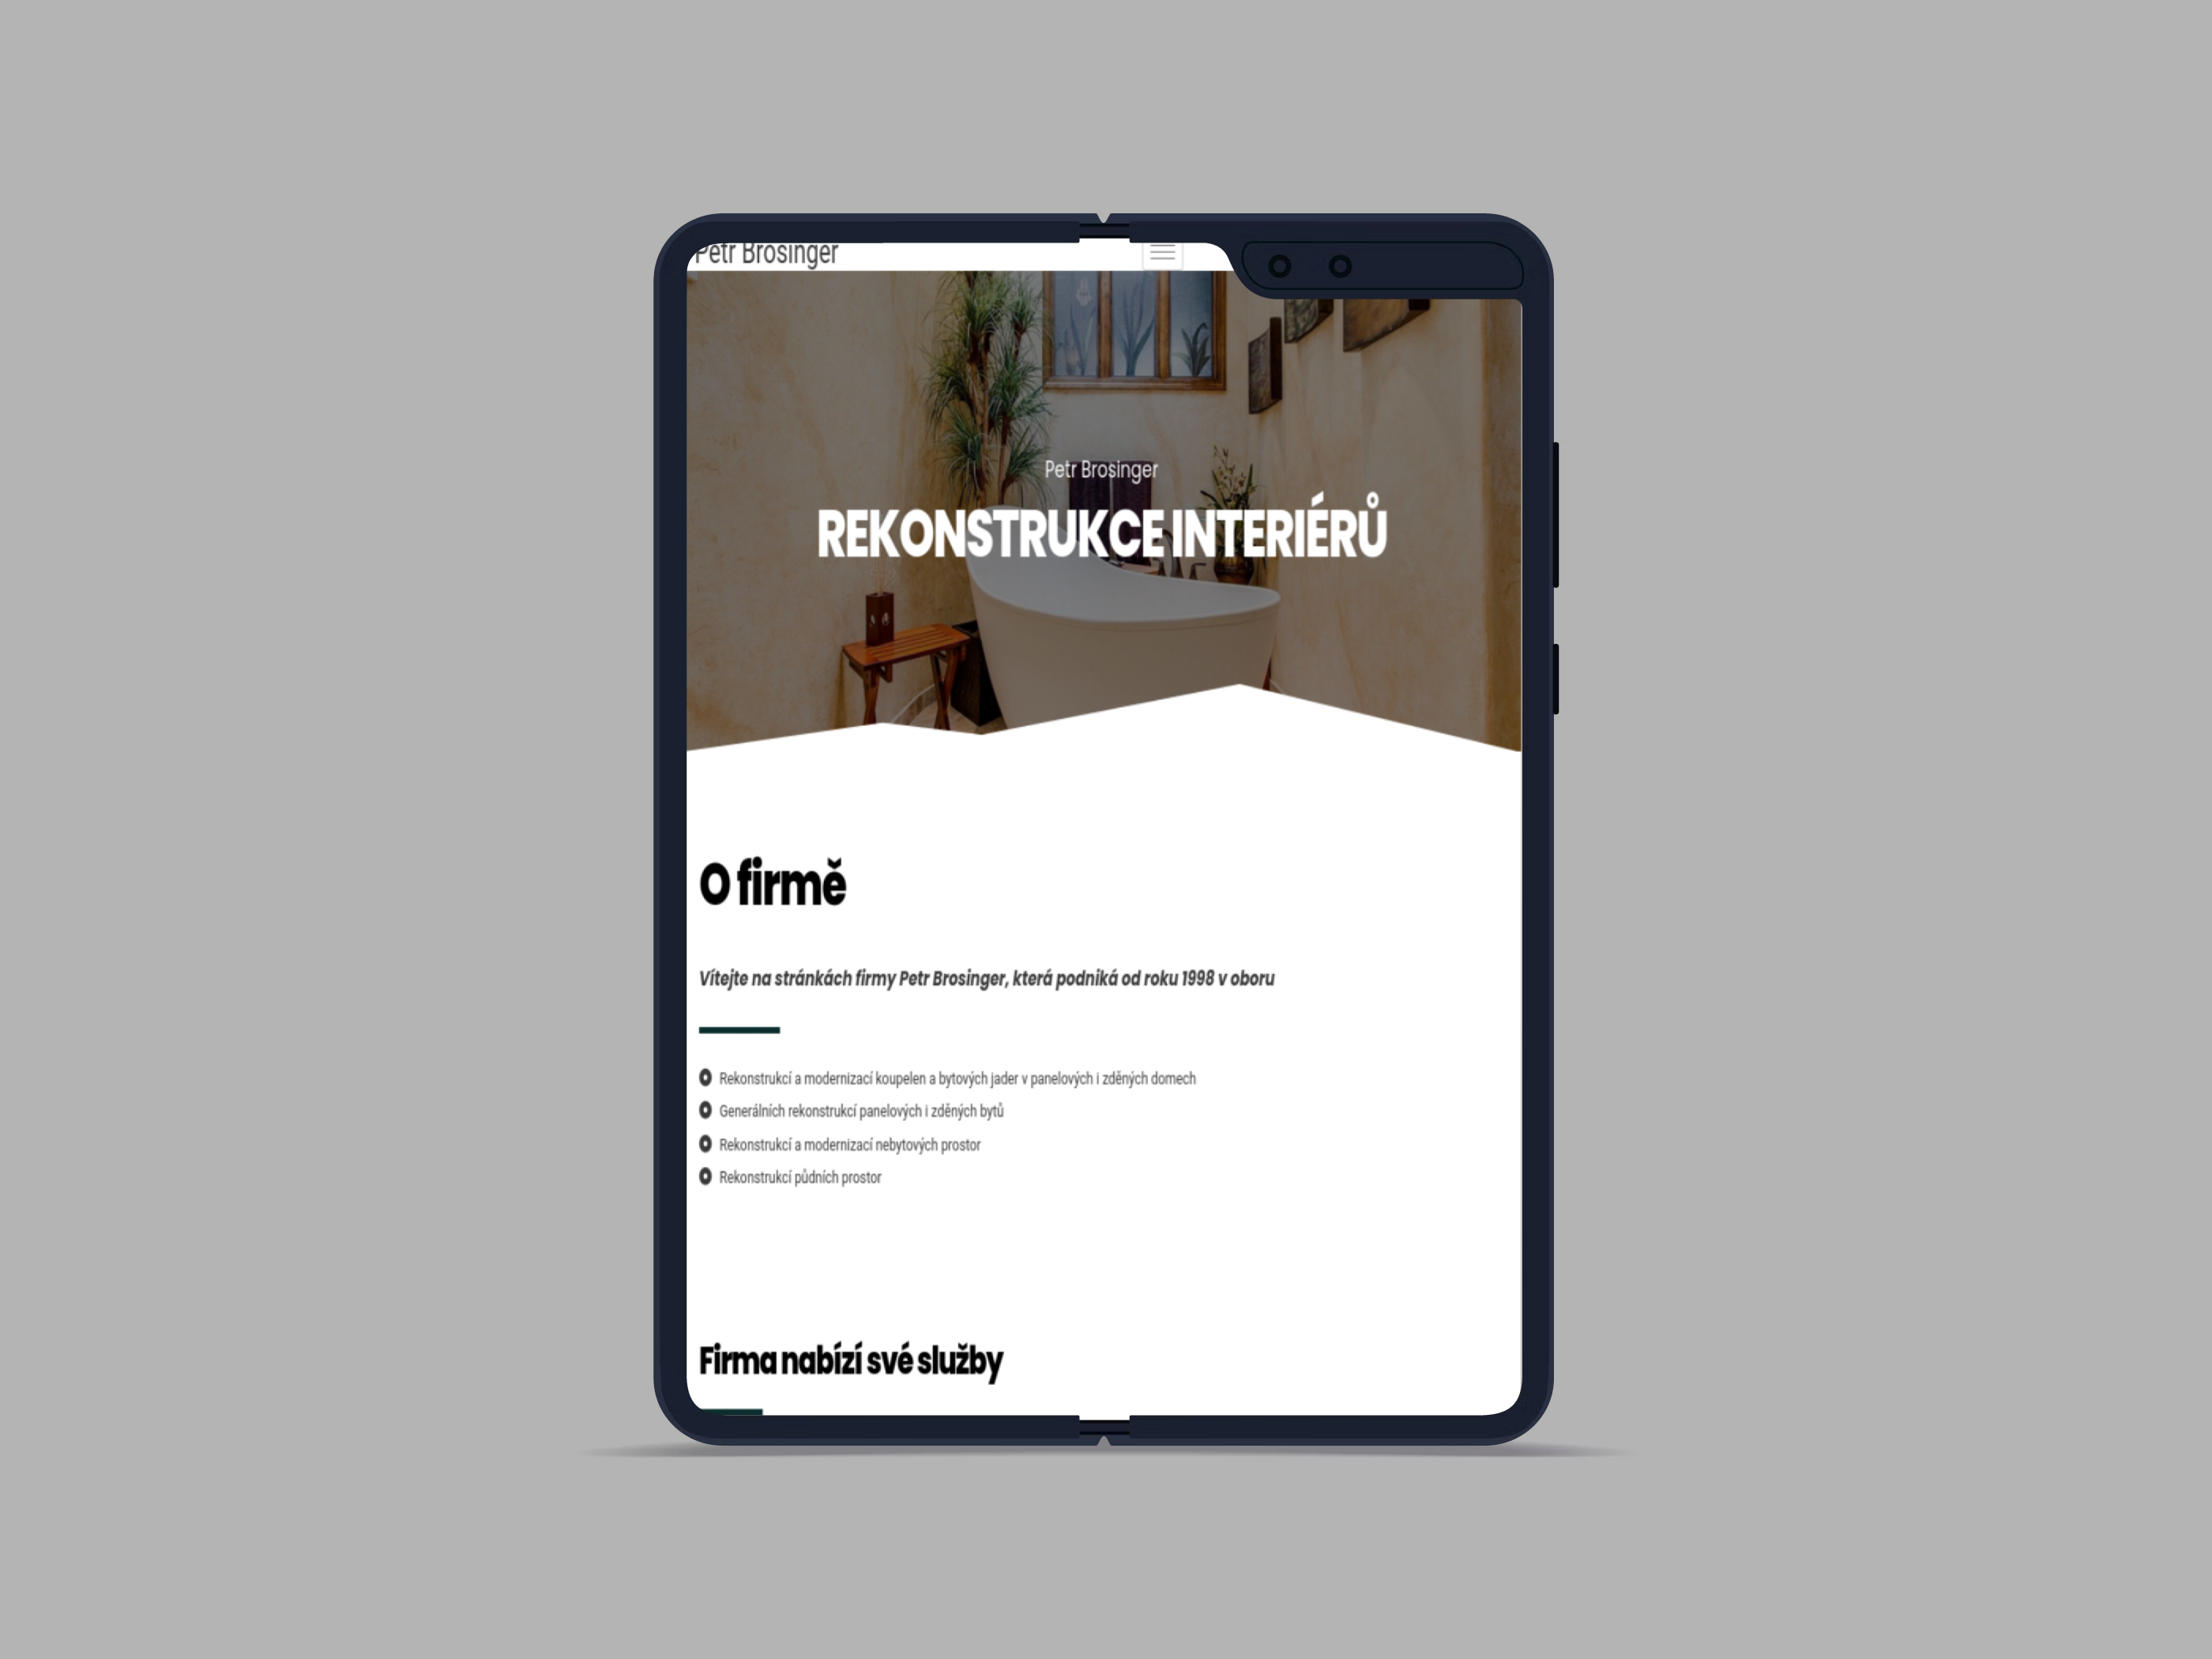 Petr Brosinger
Petr Brosinger
REKONSTRUKCE INTERIÉRŮ
O firmě
Vítejte na stránkách firmy Petr Brosinger, která podniká od roku 1998 v oboru
Rekonstrukcí a modernizací koupelen a bytových jader v panelových i zděných domech
Generálních rekonstrukcí panelových i zděných bytů
Rekonstrukcí a modernizací nebytových prostor
Rekonstrukcí půdních prostor
Firma nabízí své služby